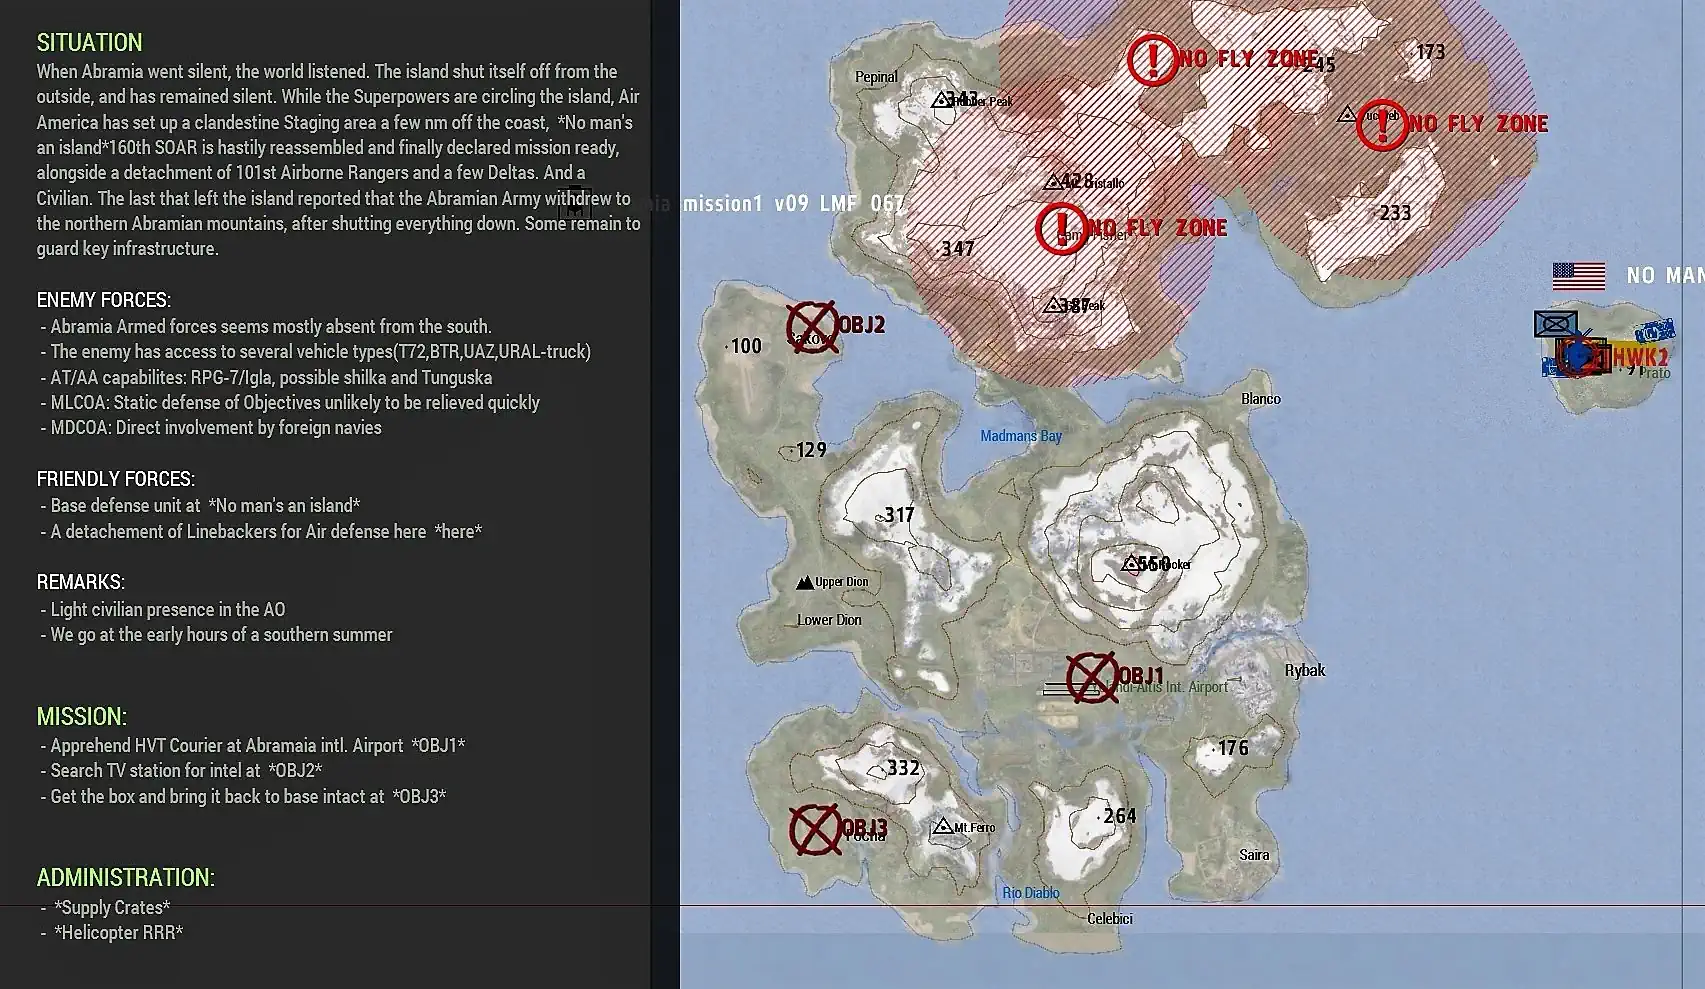 SITUATION
When Abramia went silent, the world listened. The island shut itself off from the
outside, and has remained silent. While the Superpowers are circling the island, Air
America has set up a clandestine Staging area a few nm off the coast,  *No man's
an island*160th SOAR is hastily reassembled and finally declared mission ready,
alongside a detachment of 101st Airborne Rangers and a few Deltas. And a
Civilian. The last that left the island reported that the Abramian Army withdrew to
the northern Abramian mountains, after shutting everything down. Some remain to
guard key infrastructure.
ENEMY FORCES:
- Abramia Armed forces seems mostly absent from the south.
- The enemy has access to several vehicle types(T72,BTR,UAZ,URAL-truck)
- AT/AA capabilites: RPG-7/Igla, possible shilka and Tunguska
- MLCOA: Static defense of Objectives unlikely to be relieved quickly
- MDCOA: Direct involvement by foreign navies
FRIENDLY FORCES:
- Base defense unit at  *No man's an island*
- A detachement of Linebackers for Air defense here  *here*
REMARKS:
- Light civilian presence in the AO
- We go at the early hours of a southern summer
MISSION:
- Apprehend HVT Courier at Abramaia intl. Airport  *OBJ1*
- Search TV station for intel at  *OBJ2*
- Get the box and bring it back to base intact at  *OBJ3*
ADMINISTRATION:
-  *Supply Crates*
-  *Helicopter RRR*
NO FLY ZONE
245
173
Pepinal
343
Peak
NO FLY ZONE
428
mission1 v09 LMF 067
233
347
NO FLY ZONE
387
Peak
NO MAN
OBJ2
100
HWK2
91
Prato
Blanco
Madmans Bay
129
317
550
Upper Dion
Lower Dion
OBJ1
Int. Airport
Rybak
176
332
264
OBJ3
Mt.Ferro
Saira
Rio Diablo
Celebici